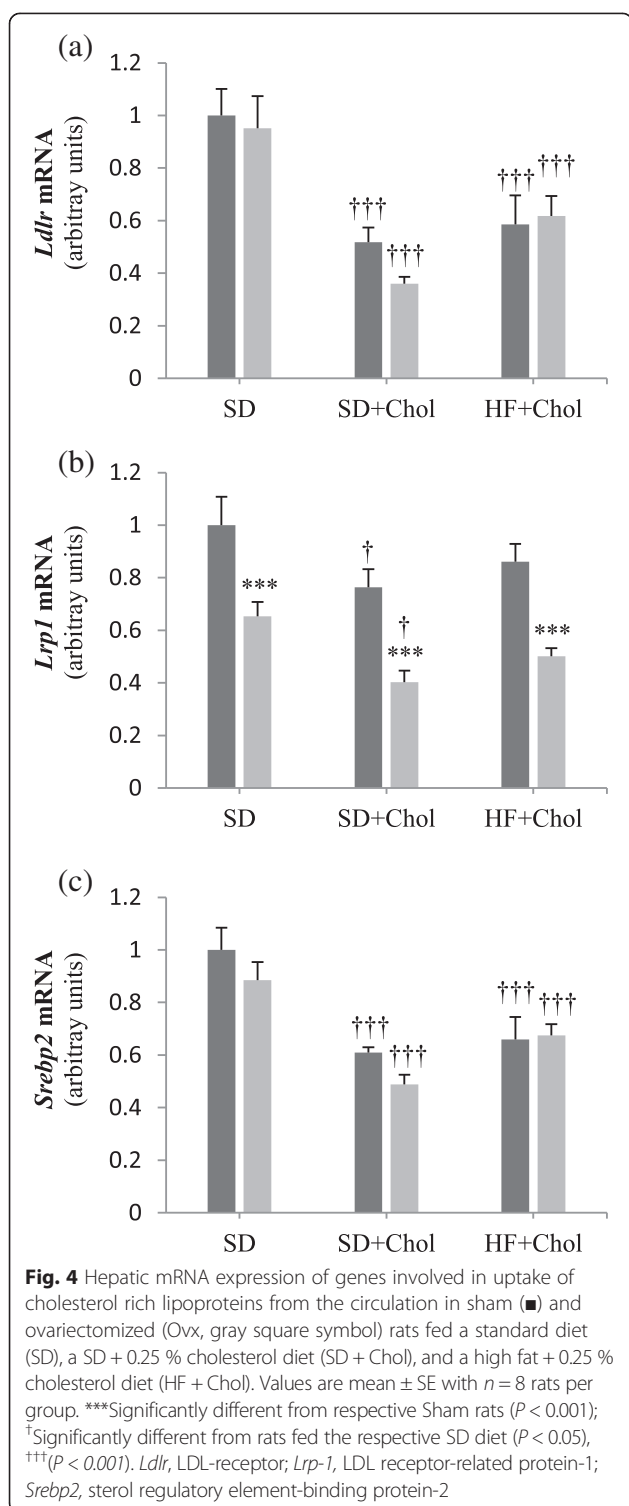 (a)
1.2
1
0.8
0.6
0.4
0.2
0
Ldlr mRNA
(arbitray units)
†††
†††
†††
†††
SD
SD+Chol
HF+Chol
(b)
1.2
1
0.8
0.6
0.4
0.2
0
Lrp1 mRNA
(arbitray units)
***
†
†
***
***
SD
SD+Chol
HF+Chol
(c)
1.2
1
0.8
0.6
0.4
0.2
0
Srebp2 mRNA
(arbitray units)
†††
†††
†††
†††
SD
SD+Chol
HF+Chol
Fig. 4 Hepatic mRNA expression of genes involved in uptake of
cholesterol rich lipoproteins from the circulation in sham (■) and
ovariectomized (Ovx, gray square symbol) rats fed a standard diet
(SD), a SD + 0.25 % cholesterol diet (SD + Chol), and a high fat + 0.25 %
cholesterol diet (HF + Chol). Values are mean ± SE with n = 8 rats per
group. ***Significantly different from respective Sham rats (P < 0.001);
†Significantly different from rats fed the respective SD diet (P < 0.05),
†††(P < 0.001). Ldlr, LDL-receptor; Lrp-1, LDL receptor-related protein-1;
Srebp2, sterol regulatory element-binding protein-2